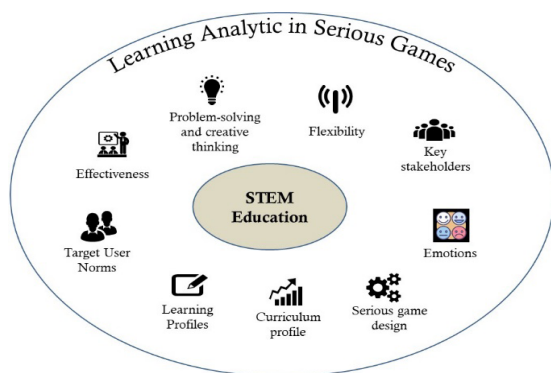 Learning Analytic in Serious Games
Problem-solving
and creative
thinking
Flexibility
Key
stakeholders
Effectiveness
STEM
Education
Target User
Norms
Emotions
Learning
Profiles
Curriculum
profile
Serious game
design